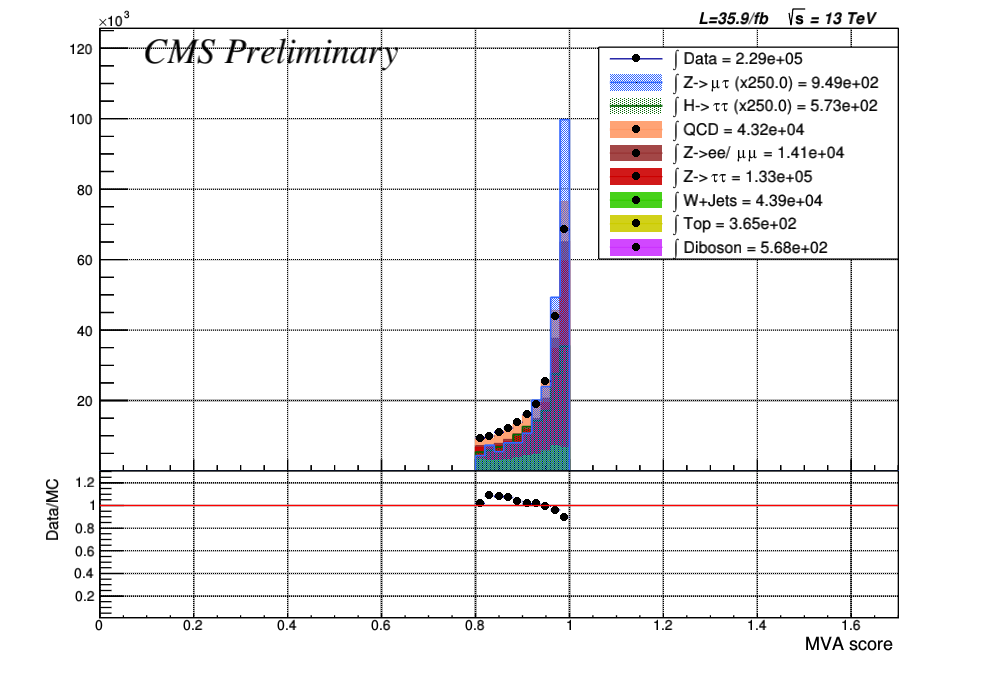 ×10³
L=35.9/fb √s = 13 TeV
CMS Preliminary
∫ Data = 2.29e+05
∫ Z-> μτ (x250.0) = 9.49e+02
∫ H-> ττ (x250.0) = 5.73e+02
∫ QCD = 4.32e+04
∫ Z->ee/ μμ = 1.41e+04
∫ Z-> ττ = 1.33e+05
∫ W+Jets = 4.39e+04
∫ Top = 3.65e+02
∫ Diboson = 5.68e+02
120
100
80
60
40
20
Data/MC
1.2
1
0.8
0.6
0.4
0.2
0 0.2 0.4 0.6 0.8 1 1.2 1.4 1.6
MVA score